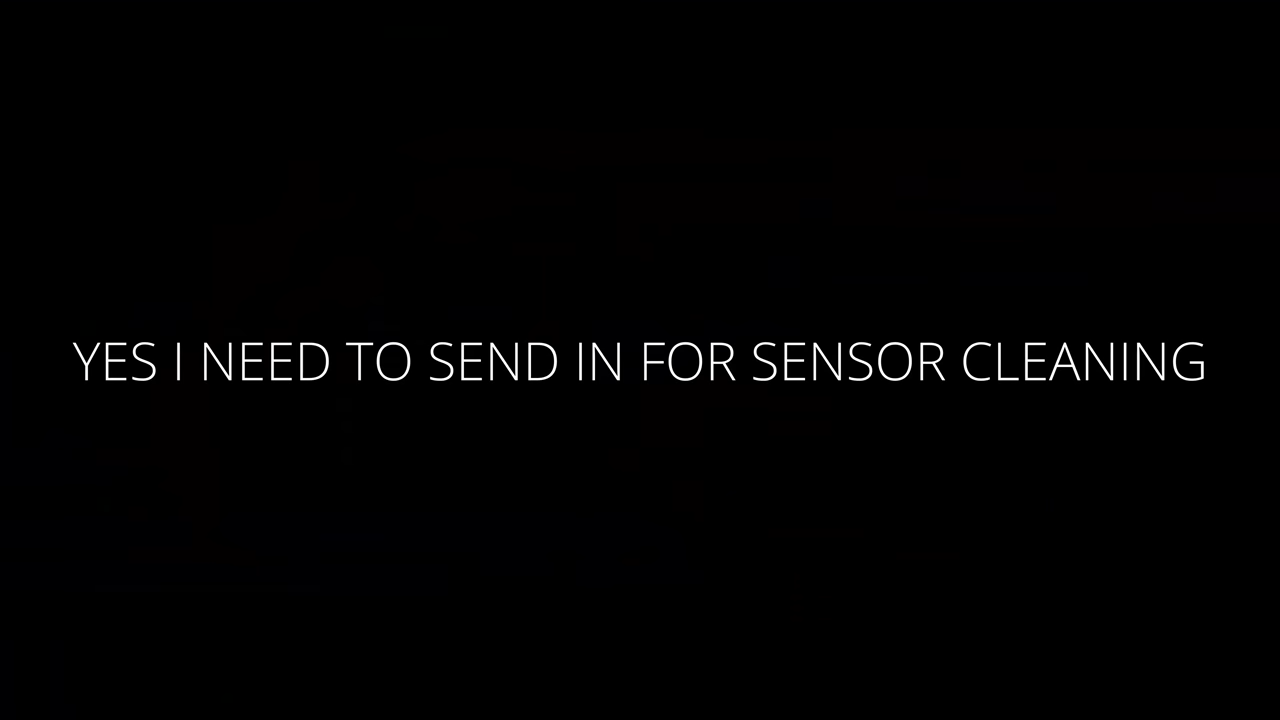 YES I NEED TO SEND IN FOR SENSOR CLEANING